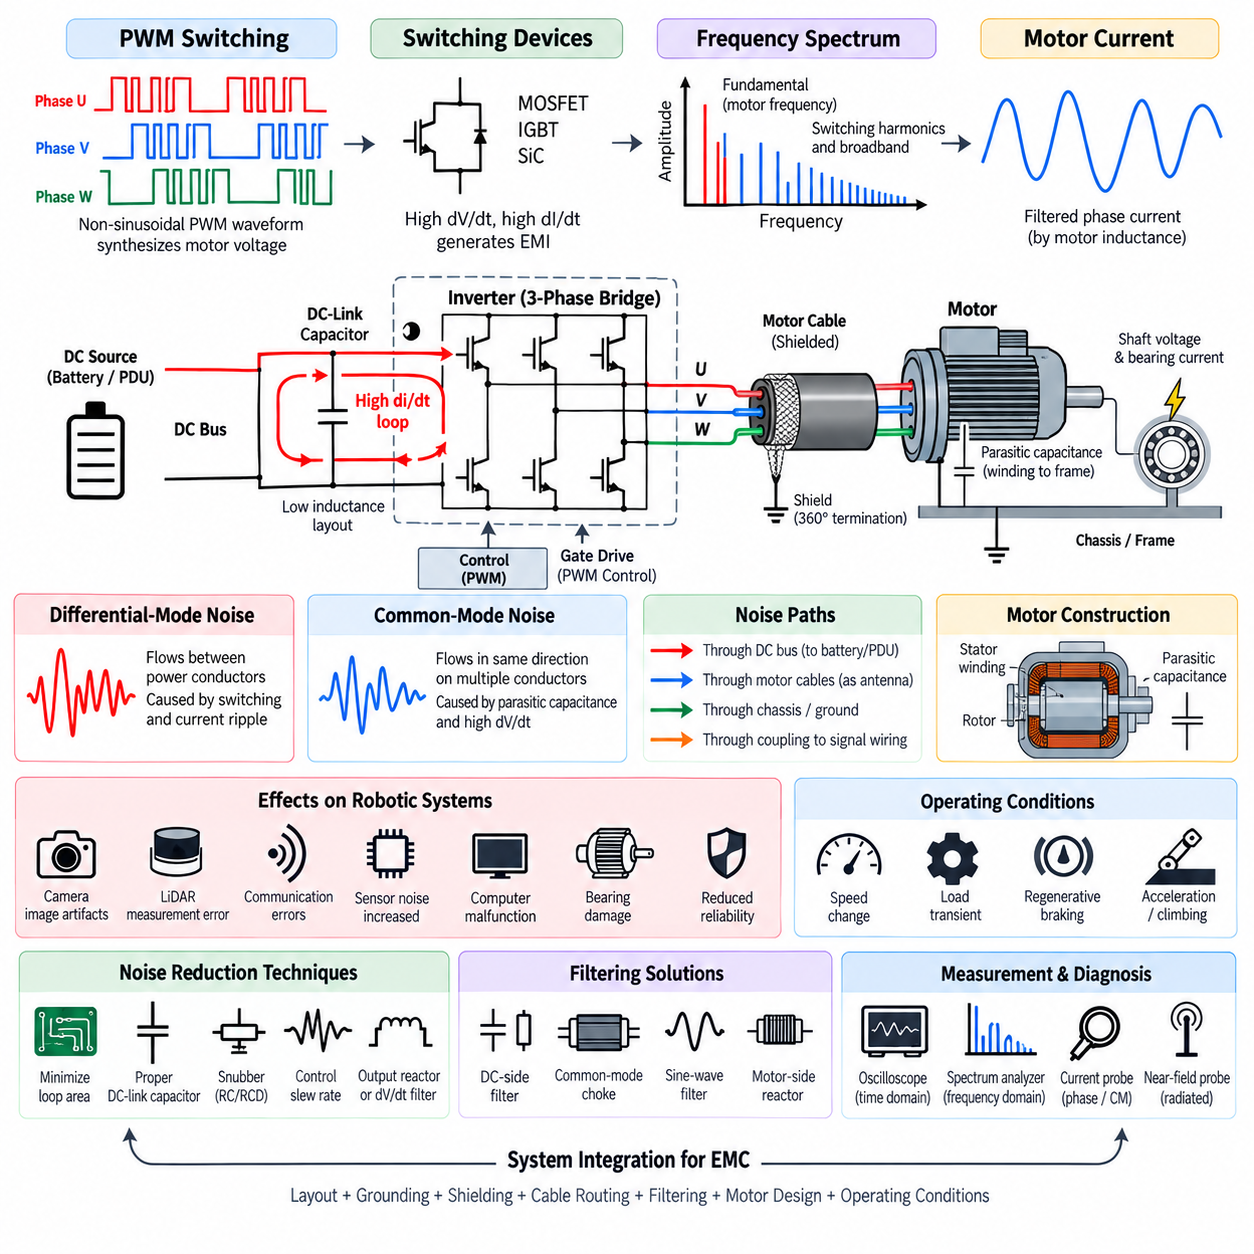 PWM Switching
Phase U
Phase V
Phase W
Non-sinusoidal PWM waveform
synthesizes motor voltage
Switching Devices
MOSFET
IGBT
SiC
High dV/dt, high dI/dt
generates EMI
Frequency Spectrum
Amplitude
Fundamental
(motor frequency)
Switching harmonics
and broadband
Frequency
Motor Current
Filtered phase current
(by motor inductance)
DC Source
(Battery / PDU)
DC Bus
DC-Link
Capacitor
High di/dt
loop
Low inductance
layout
Inverter (3-Phase Bridge)
Control
(PWM)
Gate Drive
(PWM Control)
U
V
W
Motor Cable
(Shielded)
Shield
(360° termination)
Motor
Parasitic capacitance
(winding to frame)
Shaft voltage
& bearing current
Chassis / Frame
Differential-Mode Noise
Flows between
power conductors
Caused by switching
and current ripple
Common-Mode Noise
Flows in same direction
on multiple conductors
Caused by parasitic capacitance
and high dV/dt
Noise Paths
Through DC bus (to battery/PDU)
Through motor cables (as antenna)
Through chassis / ground
Through coupling to signal wiring
Motor Construction
Stator
winding
Rotor
Parasitic
capacitance
Effects on Robotic Systems
Camera
image artifacts
LiDAR
measurement error
Communication
errors
Sensor noise
increased
Computer
malfunction
Bearing
damage
Reduced
reliability
Operating Conditions
Speed
change
Load
transient
Regenerative
braking
Acceleration
/ climbing
Noise Reduction Techniques
Minimize
loop area
Proper
DC-link capacitor
Snubber
(RC/RCD)
Control
slew rate
Output reactor
or dV/dt filter
Filtering Solutions
DC-side
filter
Common-mode
choke
Sine-wave
filter
Motor-side
reactor
Measurement & Diagnosis
Oscilloscope
(time domain)
Spectrum analyzer
(frequency domain)
Current probe
(phase / CM)
Near-field probe
(radiated)
System Integration for EMC
Layout + Grounding + Shielding + Cable Routing + Filtering + Motor Design + Operating Conditions